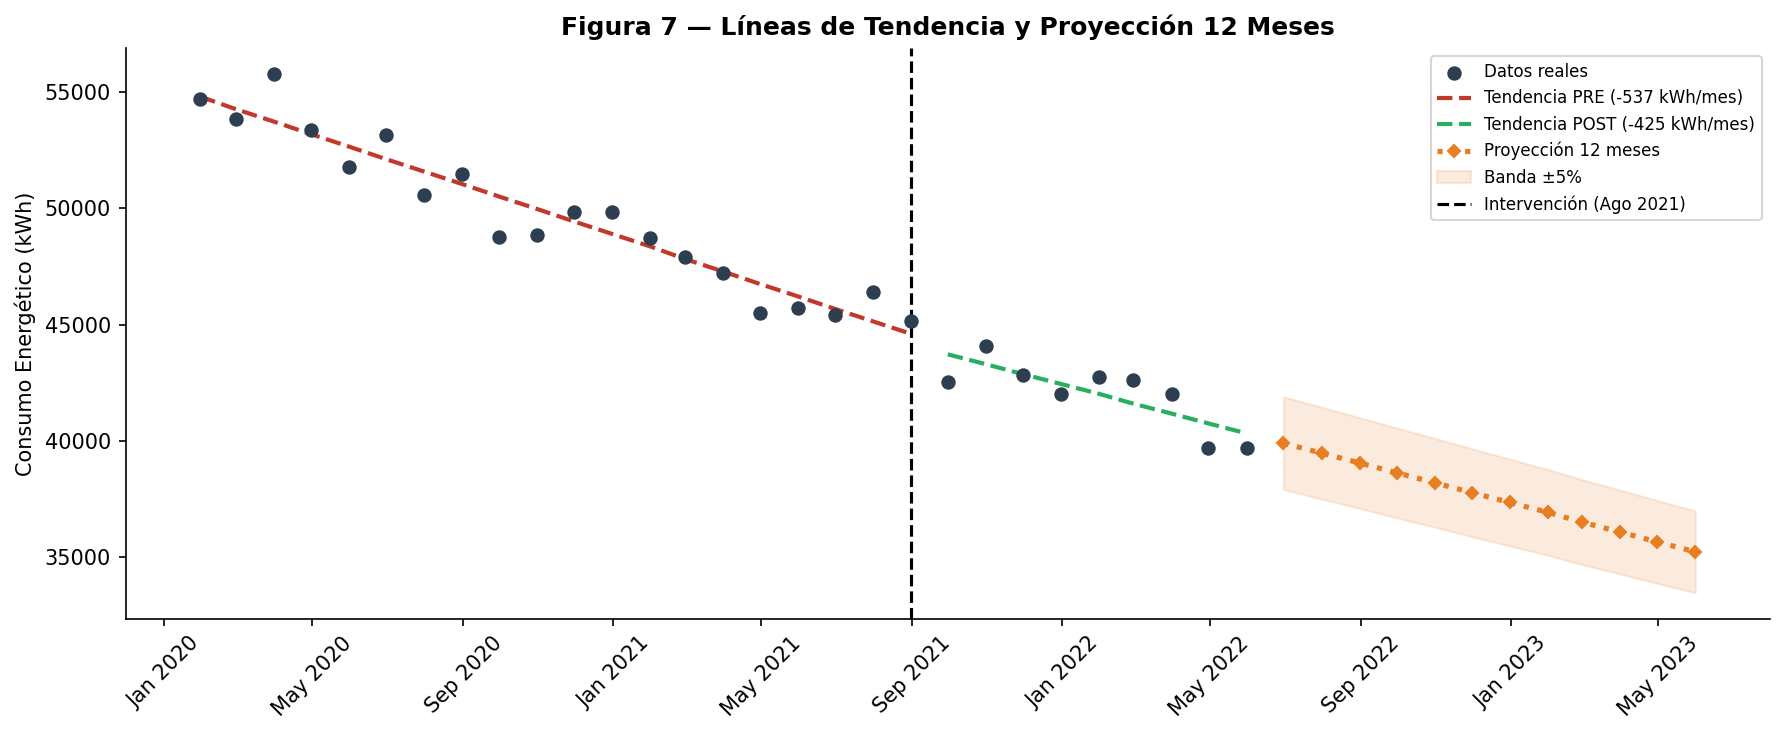 Figura 7 — Líneas de Tendencia y Proyección 12 Meses
Consumo Energético (kWh)
55000
50000
45000
40000
35000
Datos reales
Tendencia PRE (-537 kWh/mes)
Tendencia POST (-425 kWh/mes)
Proyección 12 meses
Banda ±5%
Intervención (Ago 2021)
Jan 2020
May 2020
Sep 2020
Jan 2021
May 2021
Sep 2021
Jan 2022
May 2022
Sep 2022
Jan 2023
May 2023